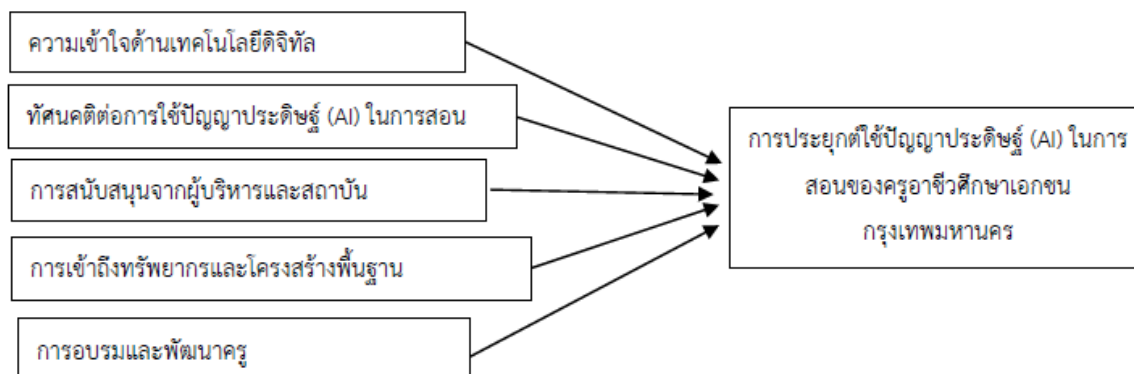 ความเข้าใจด้านเทคโนโลยีดิจิทัล
ทัศนคติต่อการใช้ปัญญาประดิษฐ์ (AI) ในการสอน
การสนับสนุนจากผู้บริหารและสถาบัน
การเข้าถึงทรัพยากรและโครงสร้างพื้นฐาน
การอบรมและพัฒนาครู
การประยุกต์ใช้ปัญญาประดิษฐ์ (AI) ในการ
สอนของครูอาชีวศึกษาเอกชน
กรุงเทพมหานคร